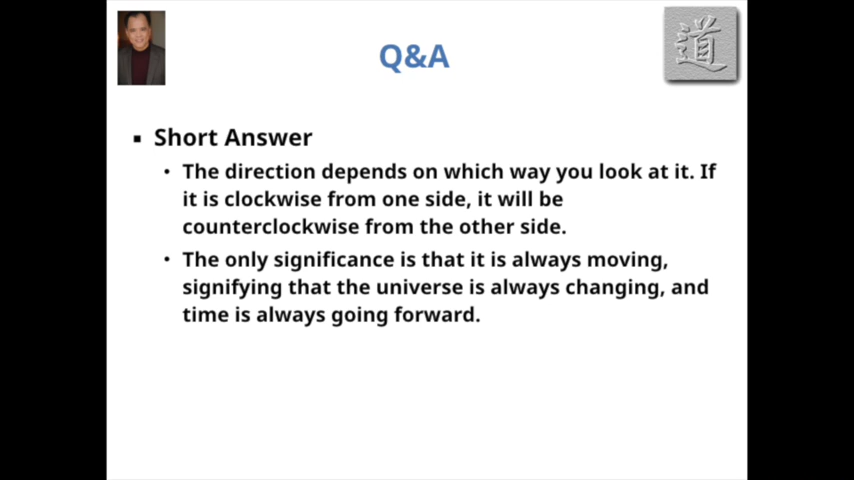 Q&A
道
▪ Short Answer
• The direction depends on which way you look at it. If
it is clockwise from one side, it will be
counterclockwise from the other side.
• The only significance is that it is always moving,
signifying that the universe is always changing, and
time is always going forward.